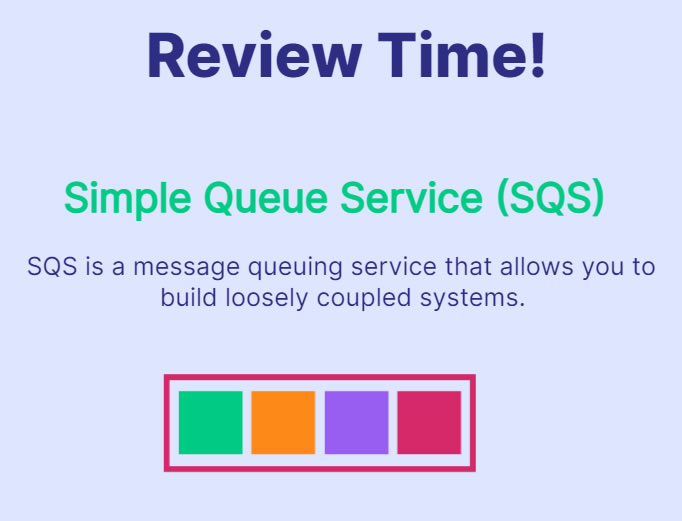 Review Time!
Simple Queue Service (SQS)
SQS is a message queuing service that allows you to
build loosely coupled systems.